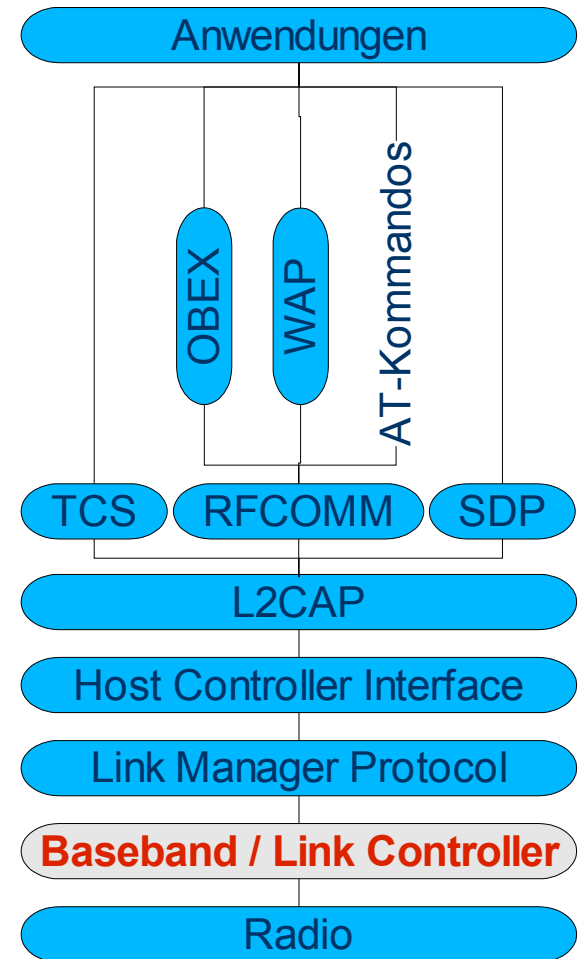 Anwendungen
OBEX
WAP
AT-Kommandos
TCS
RFCOMM
SDP
L2CAP
Host Controller Interface
Link Manager Protocol
Baseband / Link Controller
Radio